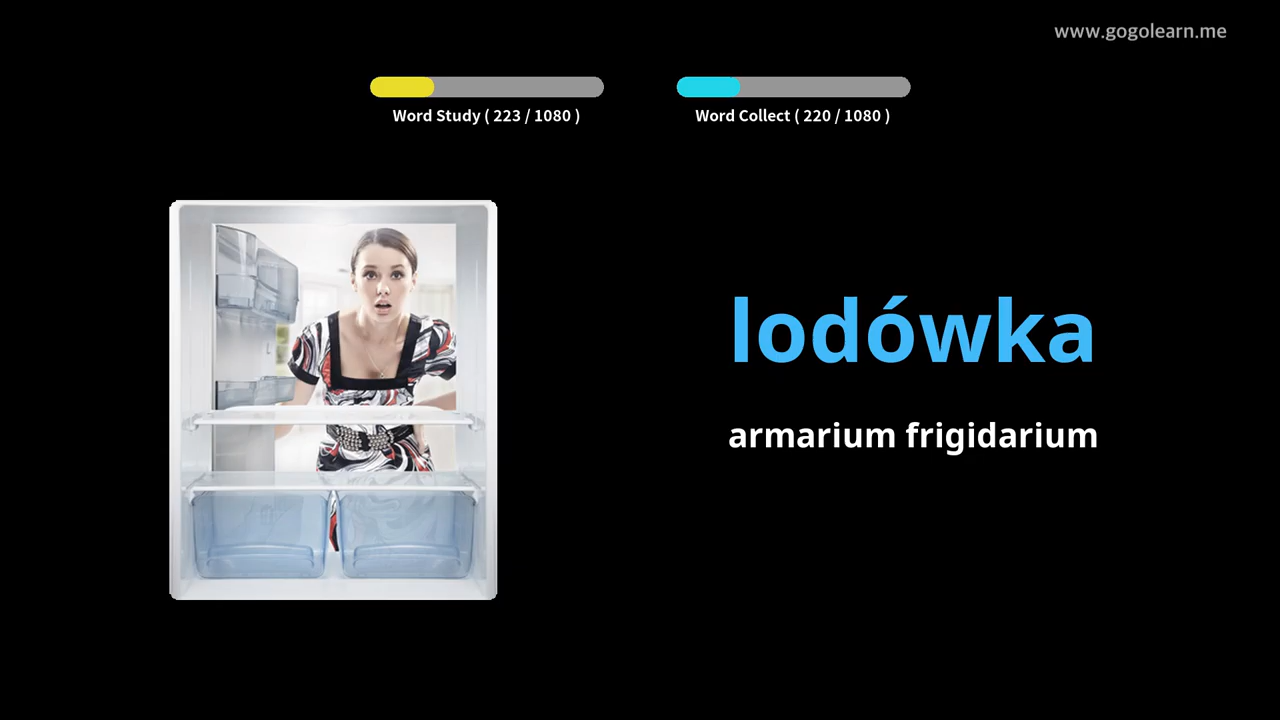 www.gogolearn.me
Word Study ( 223 / 1080 )
Word Collect ( 220 / 1080 )
lodówka
armarium frigidarium